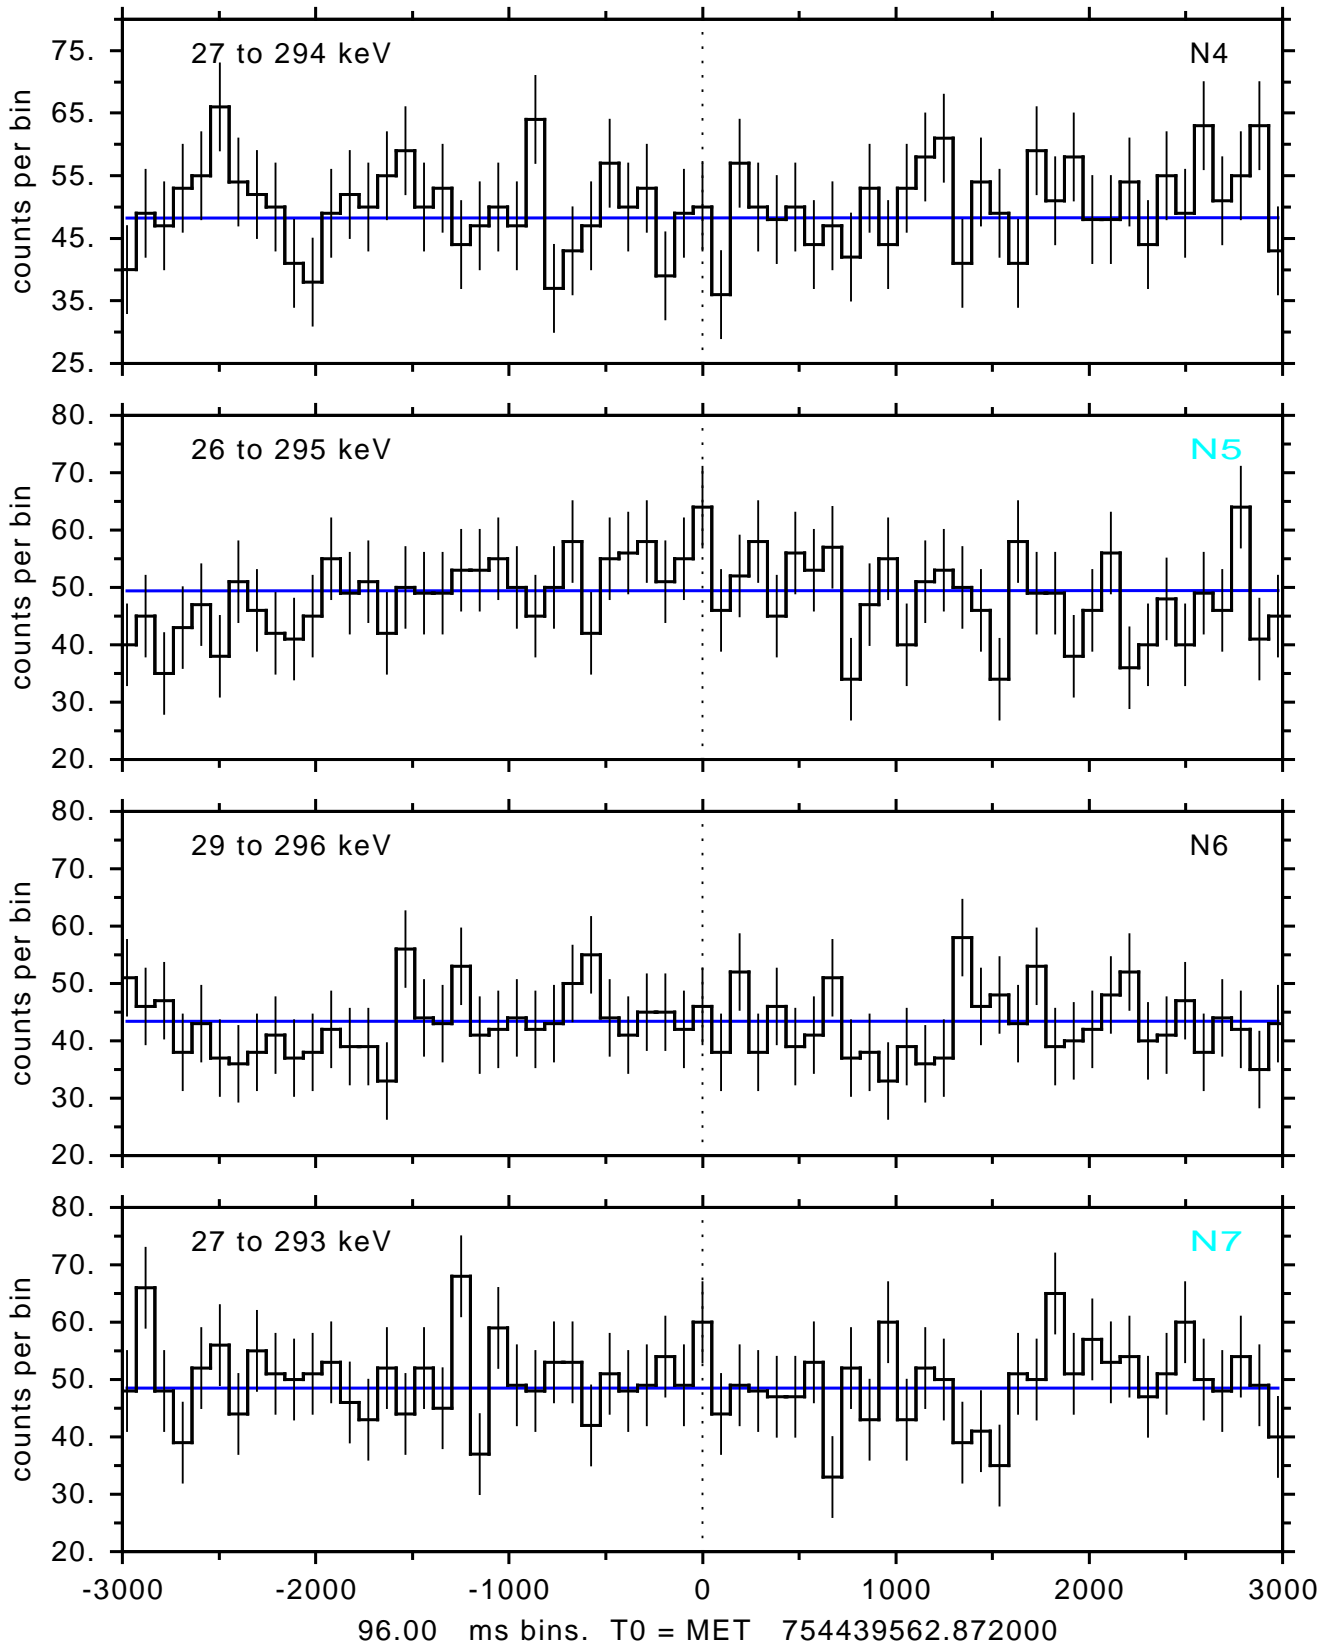 27 to 294 keV N4
75.
65.
55.
45.
35.
25.
counts per bin
26 to 295 keV N5
80.
70.
60.
50.
40.
30.
20.
counts per bin
29 to 296 keV N6
80.
70.
60.
50.
40.
30.
20.
counts per bin
27 to 293 keV N7
80.
70.
60.
50.
40.
30.
20.
counts per bin
-3000 -2000 -1000 0 1000 2000 3000
96.00 ms bins. T0 = MET 754439562.872000